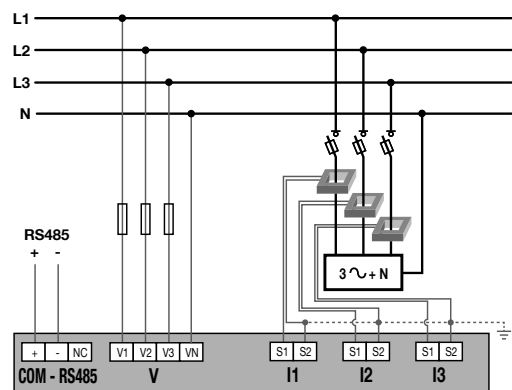 L1
L2
L3
N
RS485
+ -
3 ∿ + N
+ - NC V1 V2 V3 VN S1 S2 S1 S2 S1 S2
COM - RS485 V I1 I2 I3